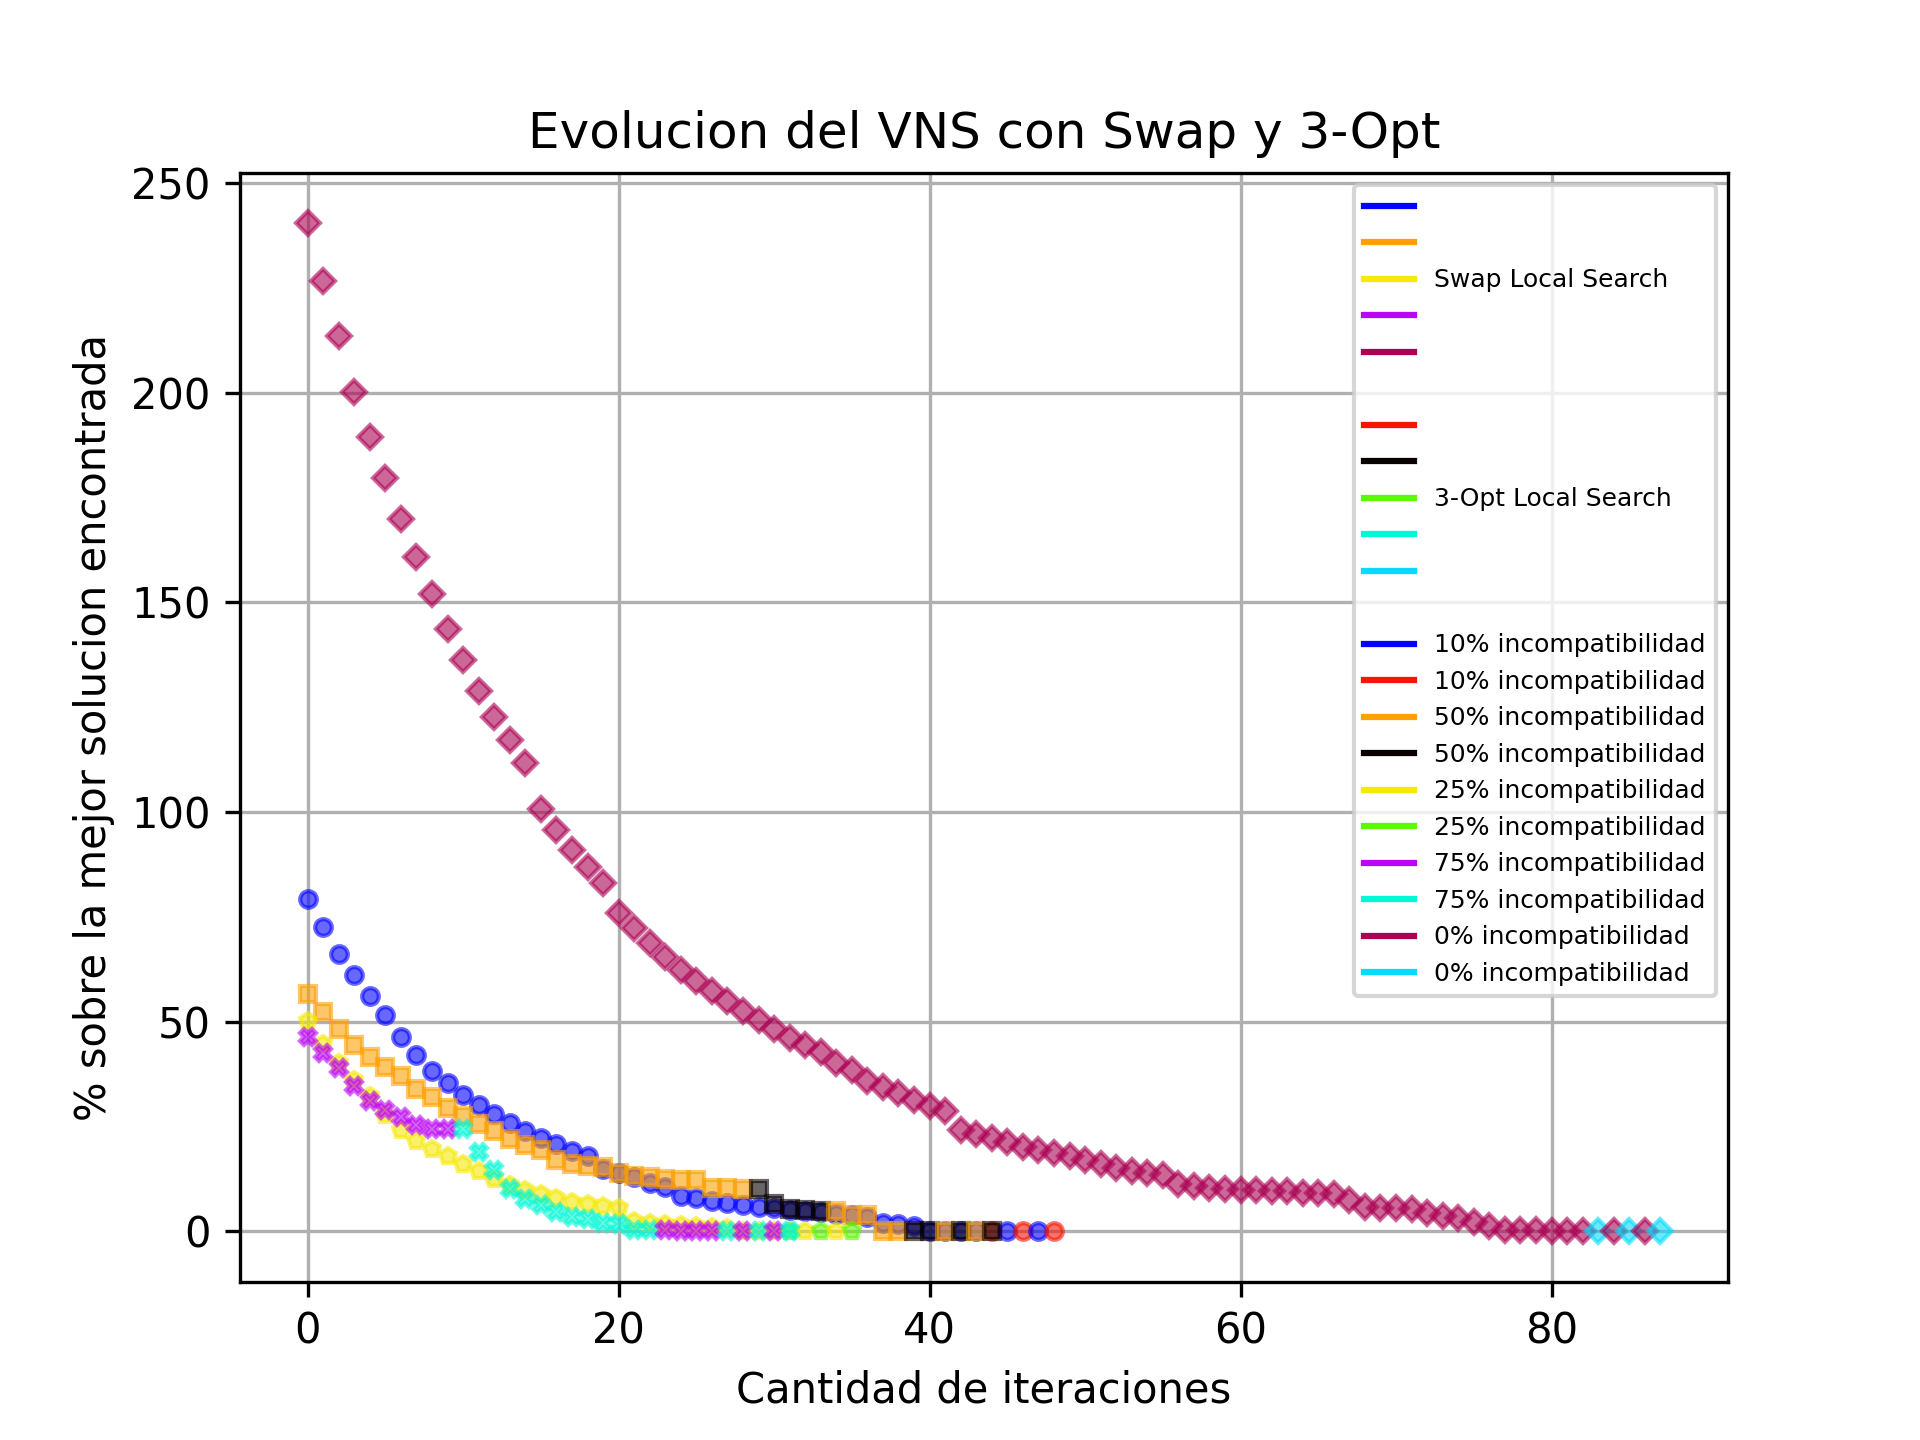 Evolucion del VNS con Swap y 3-Opt
% sobre la mejor solucion encontrada
250
200
150
100
50
0
Swap Local Search
3-Opt Local Search
10% incompatibilidad
10% incompatibilidad
50% incompatibilidad
50% incompatibilidad
25% incompatibilidad
25% incompatibilidad
75% incompatibilidad
75% incompatibilidad
0% incompatibilidad
0% incompatibilidad
0 20 40 60 80
Cantidad de iteraciones